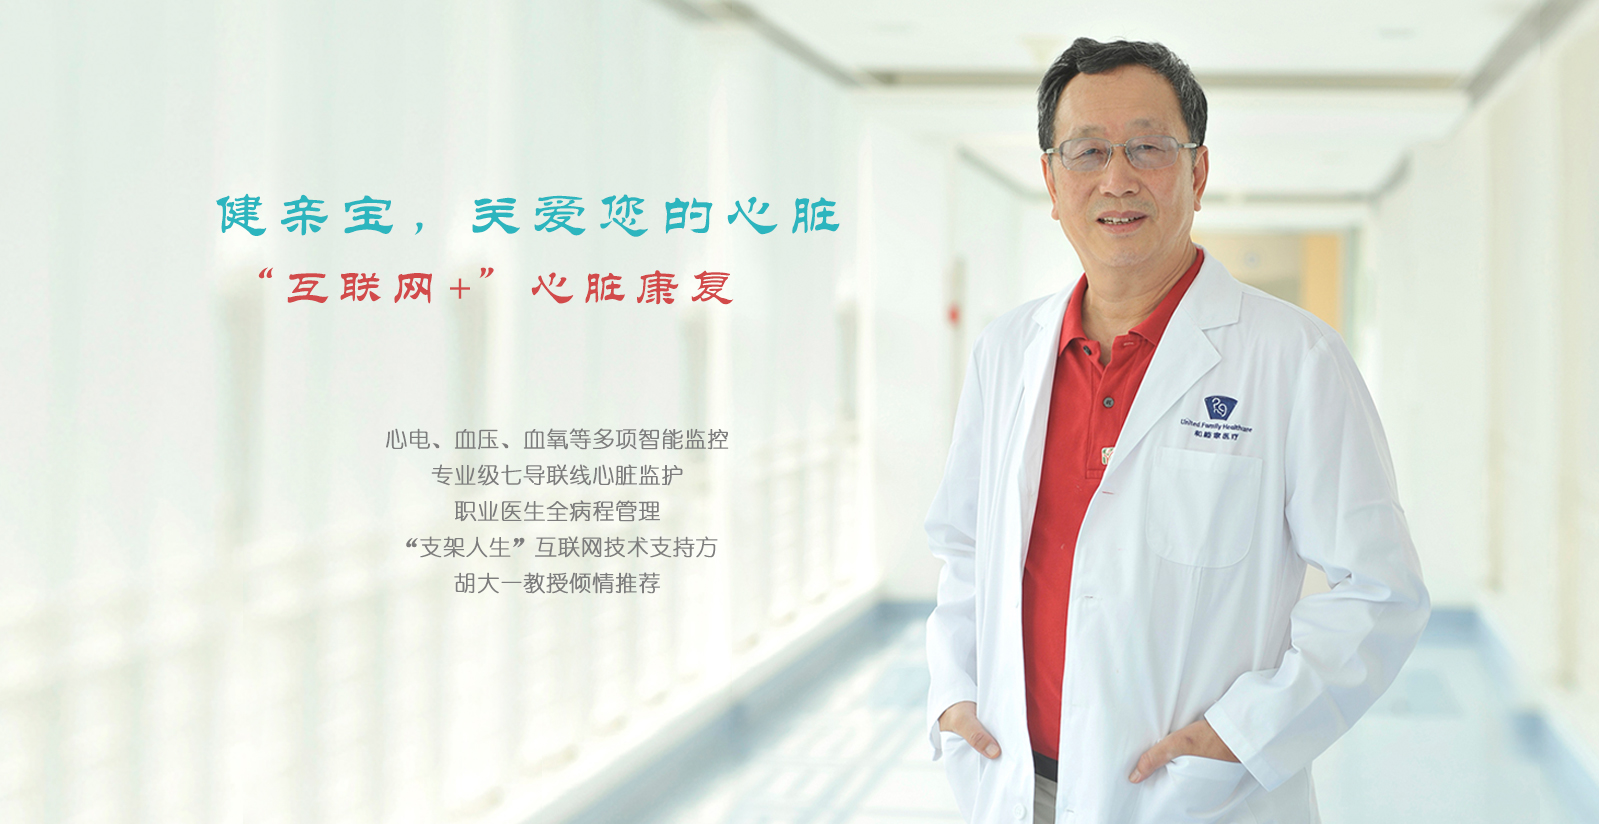 健亲宝，关爱您的心脏
“互联网+”心脏康复
心电、血压、血氧等多项智能监控
专业级七导联线心脏监护
职业医生全病程管理
“支架人生”互联网技术支持方
胡大一教授倾情推荐
United Family Healthcare
和睦家医疗